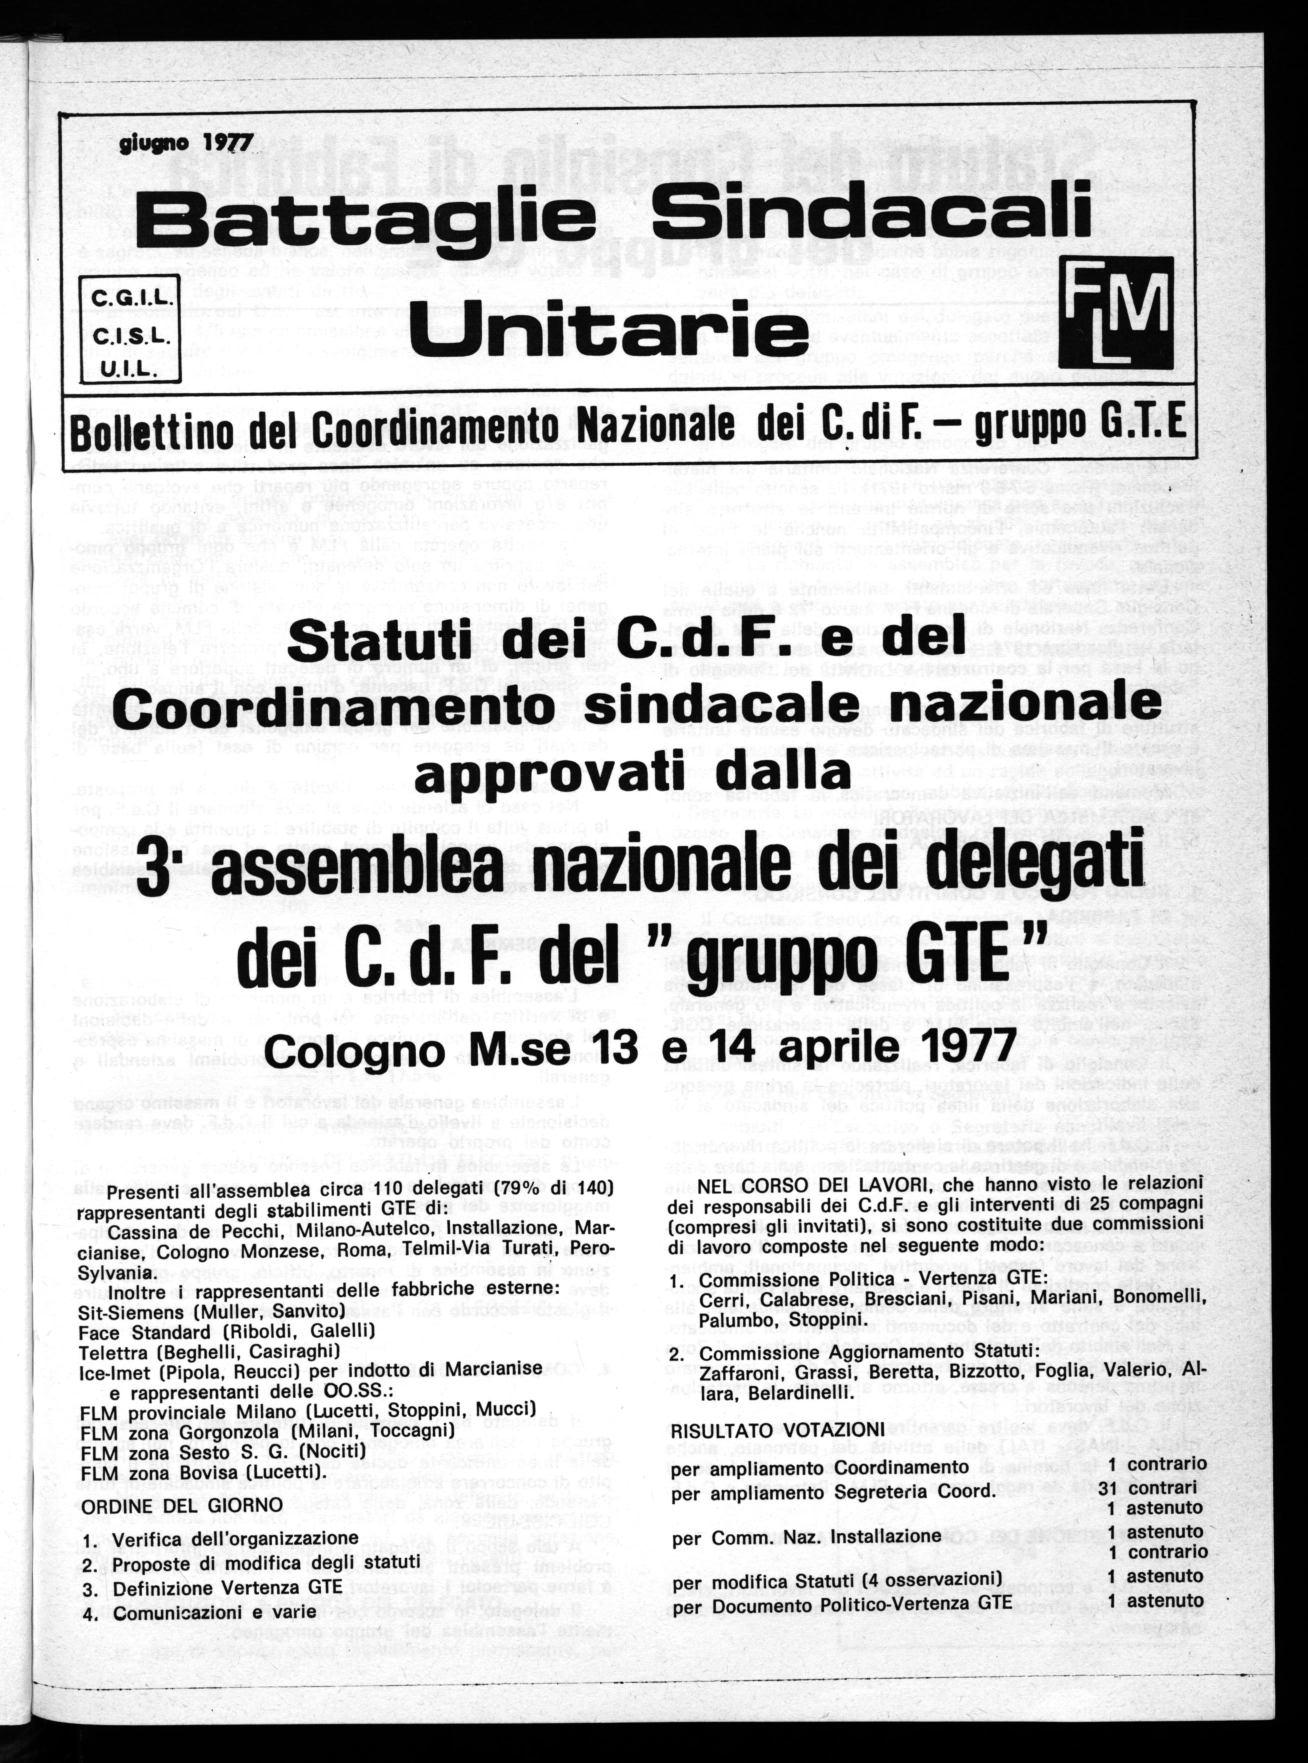 giugno 1977
Battaglie Sindacali
Unitarie
C.G.I.L.
C.I.S.L.
U.I.L.
FLM
Bollettino del Coordinamento Nazionale dei C. di F. – gruppo G.T.E
Statuti dei C.d F e del
Coordinamento sindacale nazionale
approvati dalla
3ª assemblea nazionale dei delegati
dei C. d. F. del "gruppo GTE"
Cologno M.se 13 e 14 aprile 1977
Presenti all'assemblea circa 110 delegati (79% di 140)
rappresentanti degli stabilimenti GTE di:
Cassina de Pecchi, Milano-Autelco, Installazione, Mar-
cianise, Cologno Monzese, Roma, Telmil-Via Turati, Pero-
Sylvania.
Inoltre i rappresentanti delle fabbriche esterne:
Sit-Siemens (Muller, Sanvito)
Face Standard (Riboldi, Galelli)
Telettra (Beghelli, Casiraghi)
Ice-Imet (Pipola, Reucci) per indotto di Marcianise
e rappresentanti delle OO.SS.:
FLM provinciale Milano (Lucetti, Stoppini, Mucci)
FLM zona Gorgonzola (Milani, Toccagni)
FLM zona Sesto S. G. (Nociti)
FLM zona Bovisa (Lucetti).
ORDINE DEL GIORNO
1. Verifica dell'organizzazione
2. Proposte di modifica degli statuti
3. Definizione Vertenza GTE
4. Comunicazioni e varie
NEL CORSO DEI LAVORI, che hanno visto le relazioni
dei responsabili dei C.d.F. e gli interventi di 25 compagni
(compresi gli invitati), si sono costituite due commissioni
di lavoro composte nel seguente modo:
1. Commissione Politica - Vertenza GTE:
Cerri, Calabrese, Bresciani, Pisani, Mariani, Bonomelli,
Palumbo, Stoppini.
2. Commissione Aggiornamento Statuti:
Zaffaroni, Grassi, Beretta, Bizzotto, Foglia, Valerio, Al-
lara, Belardinelli.
RISULTATO VOTAZIONI
per ampliamento Coordinamento 1 contrario
per ampliamento Segreteria Coord. 31 contrari
1 astenuto
per Comm. Naz. Installazione 1 astenuto
1 contrario
per modifica Statuti (4 osservazioni) 1 astenuto
per Documento Politico-Vertenza GTE 1 astenuto